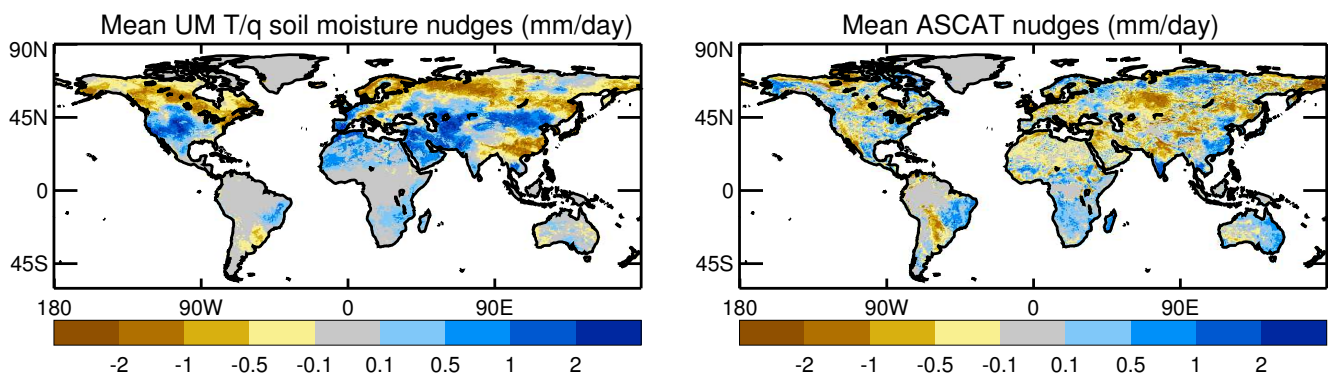 Mean UM T/q soil moisture nudges (mm/day)
90N
45N
0
45S
180 90W 0 90E
-2 -1 -0.5 -0.1 0.1 0.5 1 2
Mean ASCAT nudges (mm/day)
90N
45N
0
45S
180 90W 0 90E
-2 -1 -0.5 -0.1 0.1 0.5 1 2